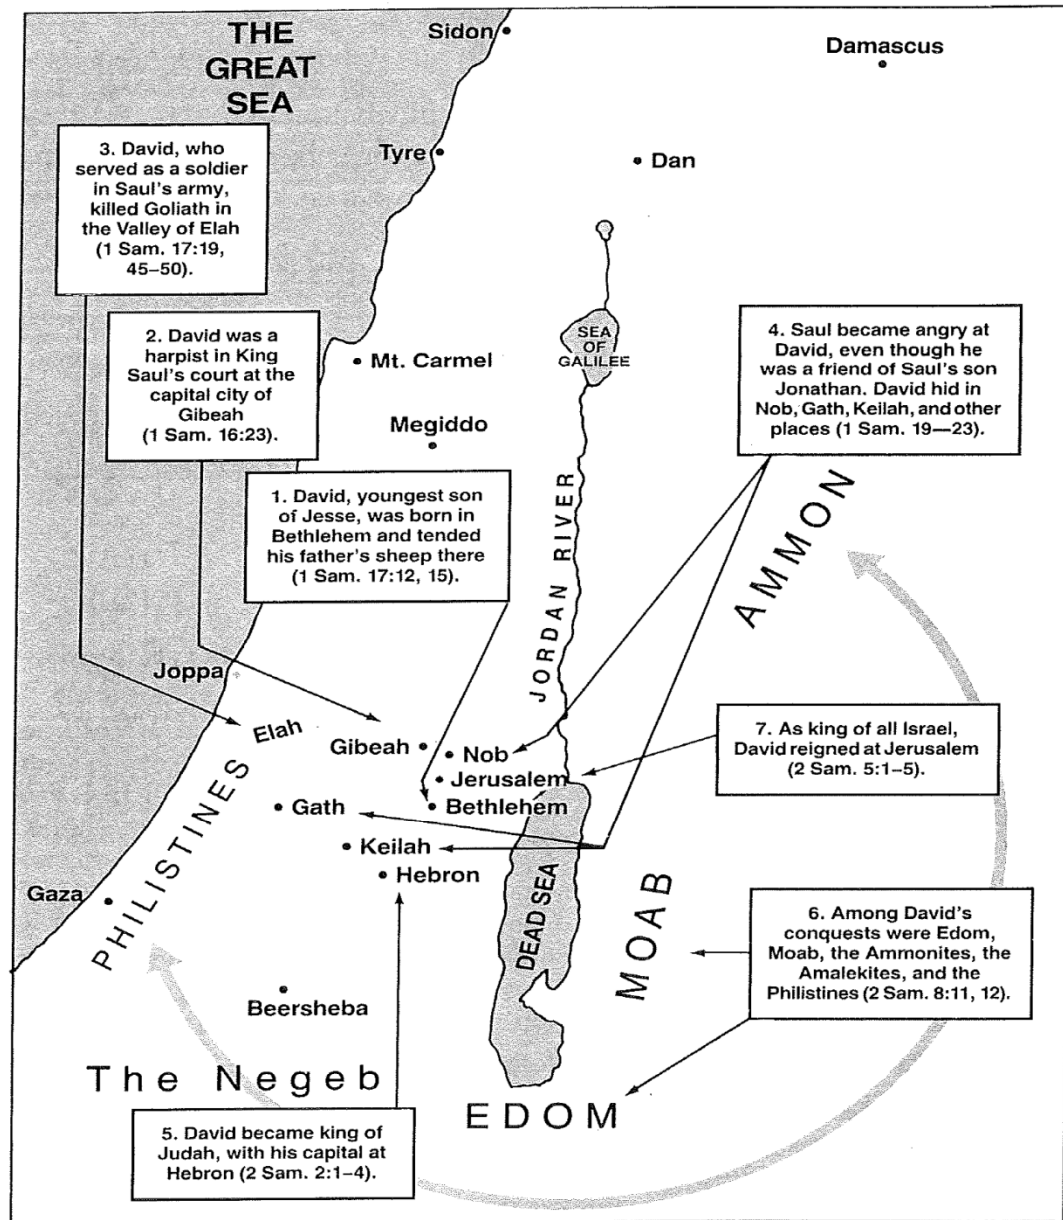 THE
GREAT
SEA
Sidon
Damascus
3. David, who
served as a soldier
in Saul's army,
killed Goliath in
the Valley of Elah
(1 Sam. 17:19,
45–50).
Tyre
Dan
2. David was a
harpist in King
Saul's court at the
capital city of
Gibeah
(1 Sam. 16:23).
SEA
OF
GALILEE
Mt. Carmel
4. Saul became angry at
David, even though he
was a friend of Saul's son
Jonathan. David hid in
Nob, Gath, Keilah, and other
places (1 Sam. 19—23).
Megiddo
1. David, youngest son
of Jesse, was born in
Bethlehem and tended
his father's sheep there
(1 Sam. 17:12, 15).
JORDAN RIVER
AMMON
Joppa
Elah
Gibeah
Nob
Jerusalem
Bethlehem
7. As king of all Israel,
David reigned at Jerusalem
(2 Sam. 5:1–5).
Gath
Keilah
Hebron
PHILISTINES
Gaza
DEAD SEA
MOAB
6. Among David's
conquests were Edom,
Moab, the Ammonites, the
Amalekites, and the
Philistines (2 Sam. 8:11, 12).
Beersheba
The Negeb
EDOM
5. David became king of
Judah, with his capital at
Hebron (2 Sam. 2:1–4).